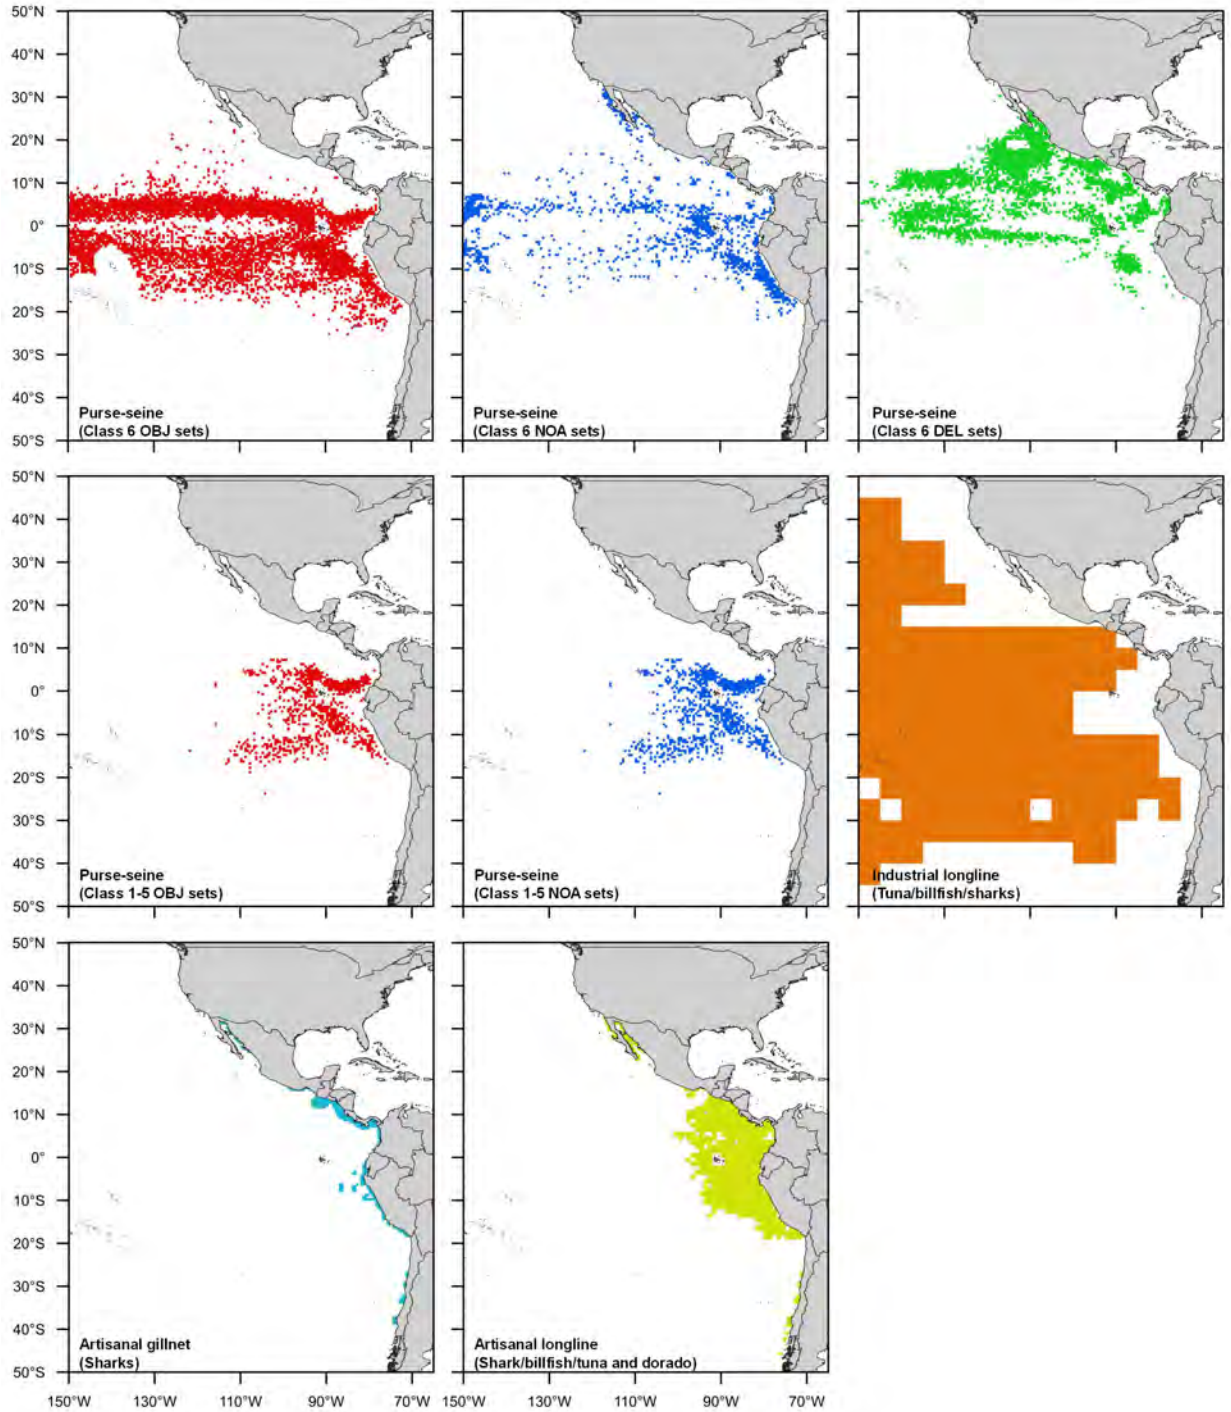 50°N
40°N
30°N
20°N
10°N
0°
10°S
20°S
30°S
40°S
50°S
Purse-seine
(Class 6 OBJ sets)
Purse-seine
(Class 6 NOA sets)
Purse-seine
(Class 6 DEL sets)
50°N
40°N
30°N
20°N
10°N
0°
10°S
20°S
30°S
40°S
50°S
Purse-seine
(Class 1-5 OBJ sets)
Purse-seine
(Class 1-5 NOA sets)
Industrial longline
(Tuna/billfish/sharks)
50°N
40°N
30°N
20°N
10°N
0°
10°S
20°S
30°S
40°S
50°S
Artisanal gillnet
(Sharks)
Artisanal longline
(Shark/billfish/tuna and dorado)
150°W 130°W 110°W 90°W 70°W 150°W 130°W 110°W 90°W 70°W